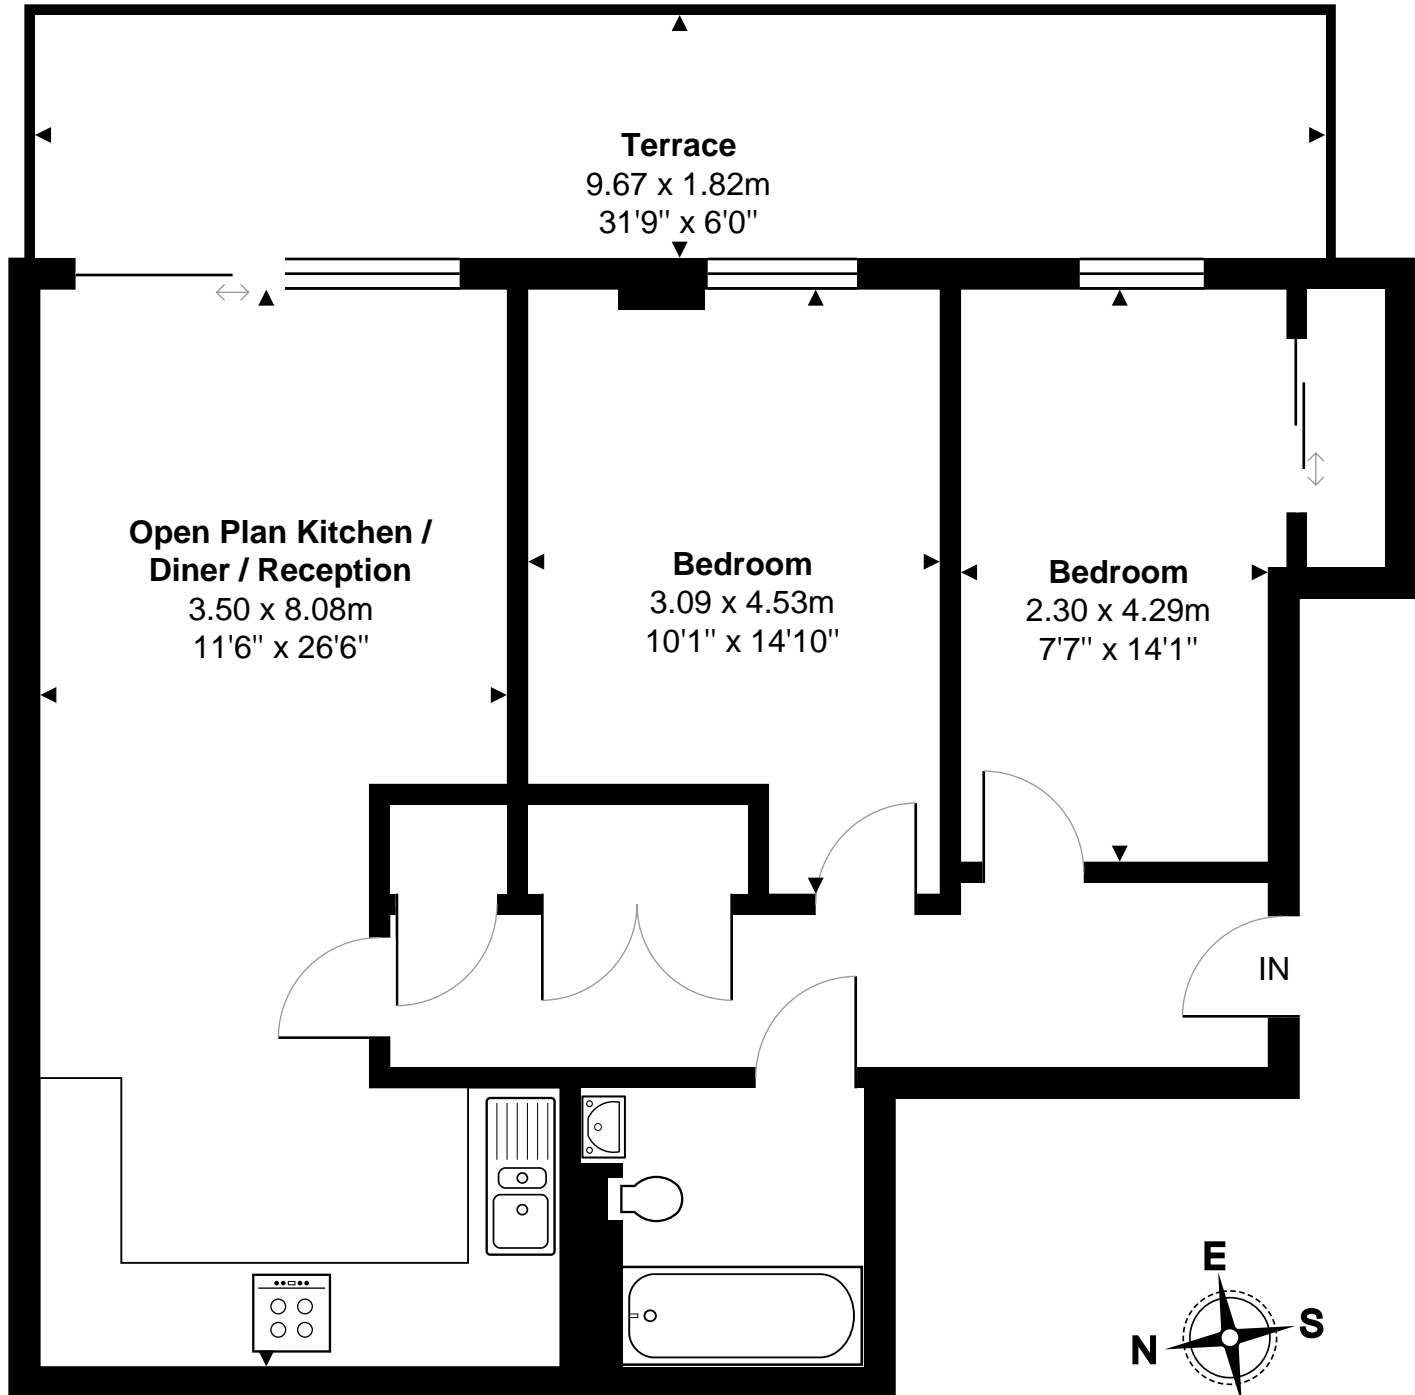 Terrace
9.67 x 1.82m
31'9" x 6'0"
Open Plan Kitchen /
Diner / Reception
3.50 x 8.08m
11'6" x 26'6"
Bedroom
3.09 x 4.53m
10'1" x 14'10"
Bedroom
2.30 x 4.29m
7'7" x 14'1"
IN
E
S
N